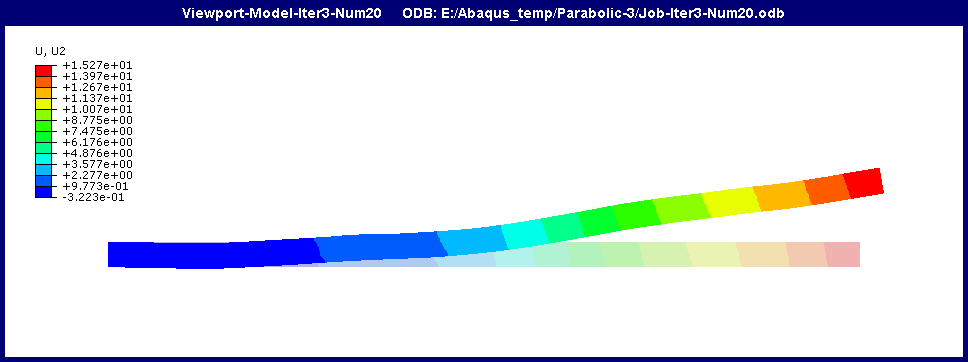 Viewport-Model-Iter3-Num20 ODB: E:/Abaqus_temp/Parabolic-3/Job-Iter3-Num20.odb
U, U2
+1.527e+01
+1.397e+01
+1.267e+01
+1.137e+01
+1.007e+01
+8.775e+00
+7.475e+00
+6.176e+00
+4.876e+00
+3.577e+00
+2.277e+00
+9.773e-01
-3.223e-01